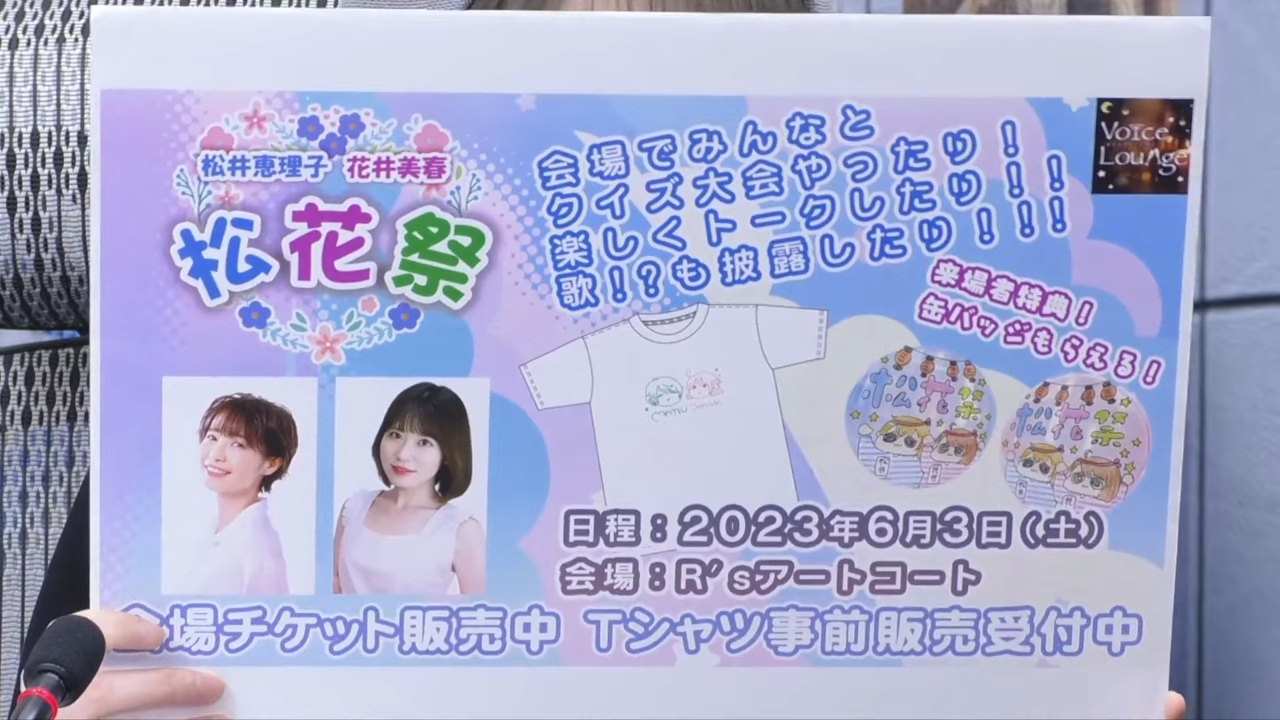 松井恵理子 花井美春
松花祭
会場でみんなと
クイズ大会やったり!
楽しくトークしたり!!
歌!?も披露したり!!!
Voice
Lounge
来場者特典!
缶バッジもらえる!
松花祭
松花祭
日程:2023年6月3日(土)
会場:R'sアートコート
会場チケット販売中 Tシャツ事前販売受付中